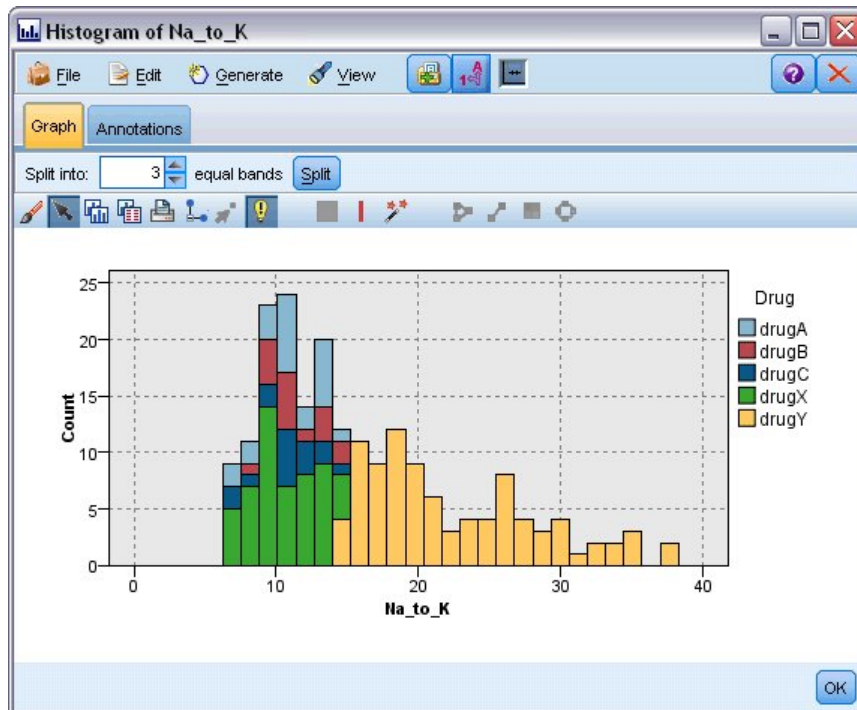 Histogram of Na_to_K
File Edit Generate View
Graph Annotations
Split into: 3 equal bands Split
Drug
drugA
drugB
drugC
drugX
drugY
Count
25
20
15
10
5
0
0 10 20 30 40
Na_to_K
OK